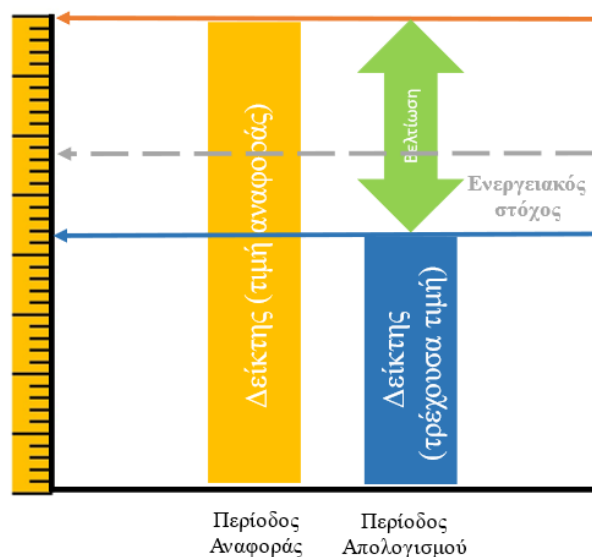 Δείκτης (τιμή αναφοράς)
Βελτίωση
Ενεργειακός
στόχος
Δείκτης
(τρέχουσα τιμή)
Περίοδος
Αναφοράς
Περίοδος
Απολογισμού